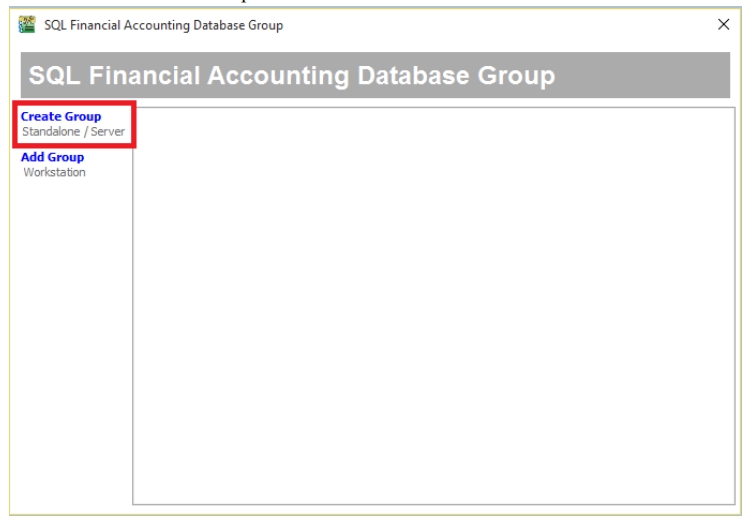 SQL Financial Accounting Database Group
SQL Financial Accounting Database Group
Create Group
Standalone / Server
Add Group
Workstation